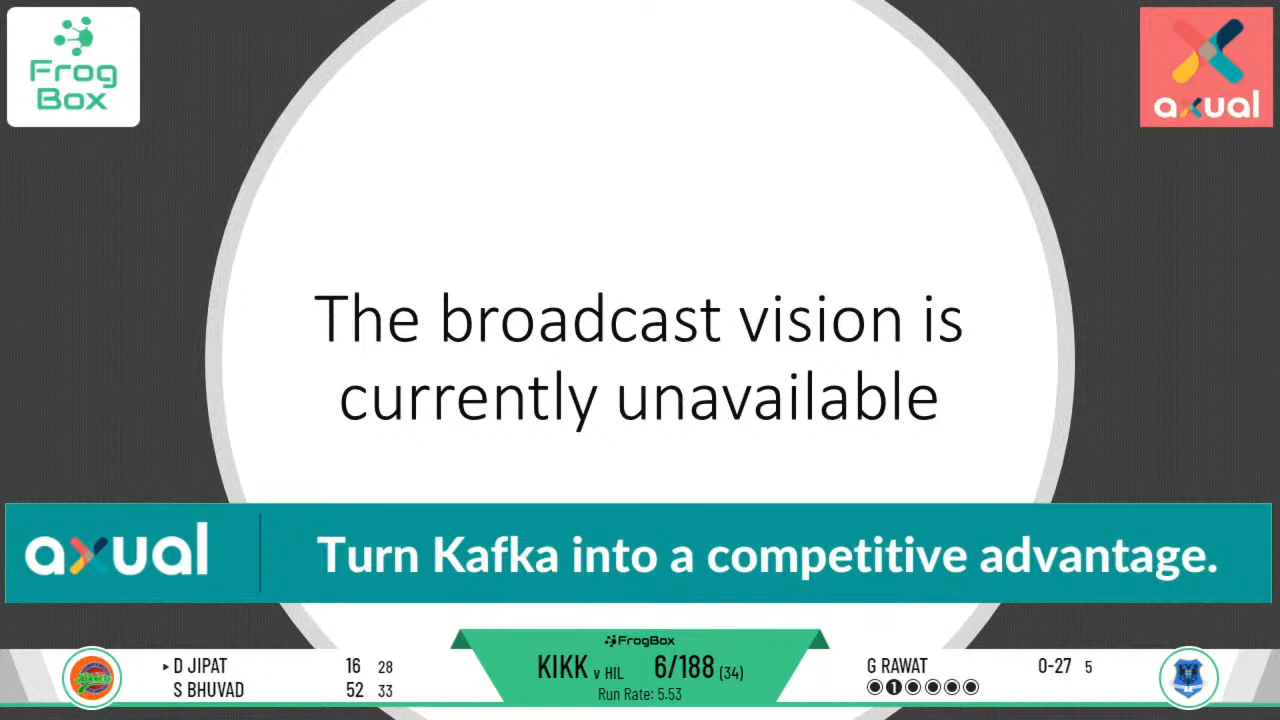 Frog
Box
axual
The broadcast vision is
currently unavailable
axual
Turn Kafka into a competitive advantage.
FrogBox
D JIPAT 16 28
S BHUVAD 52 33
KIKK v HIL 6/188 (34)
Run Rate: 5.53
G RAWAT 0-27 5
1